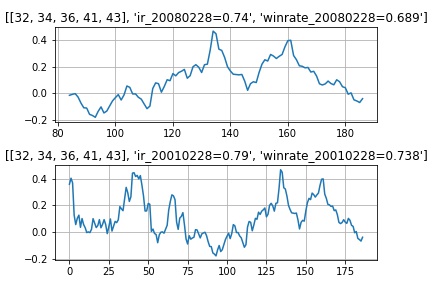 [[32, 34, 36, 41, 43], 'ir_20080228=0.74', 'winrate_20080228=0.689']
0.4
0.2
0.0
−0.2
80 100 120 140 160 180
[[32, 34, 36, 41, 43], 'ir_20010228=0.79', 'winrate_20010228=0.738']
0.4
0.2
0.0
−0.2
0 25 50 75 100 125 150 175